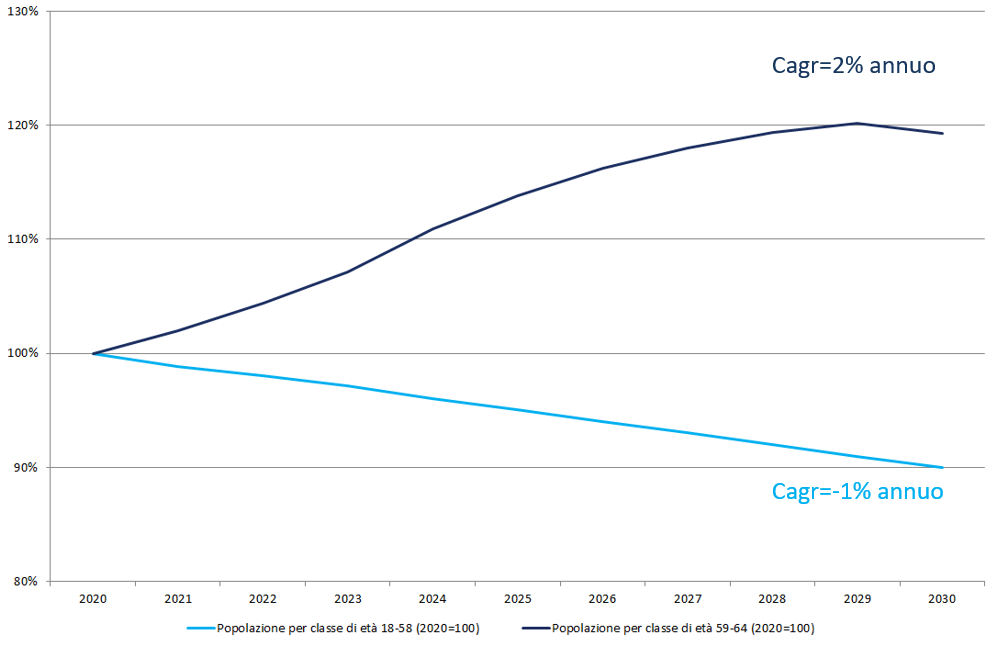 130%
Cagr=2% annuo
120%
110%
100%
90%
Cagr=-1% annuo
80%
2020 2021 2022 2023 2024 2025 2026 2027 2028 2029 2030
Popolazione per classe di età 18-58 (2020=100) Popolazione per classe di età 59-64 (2020=100)